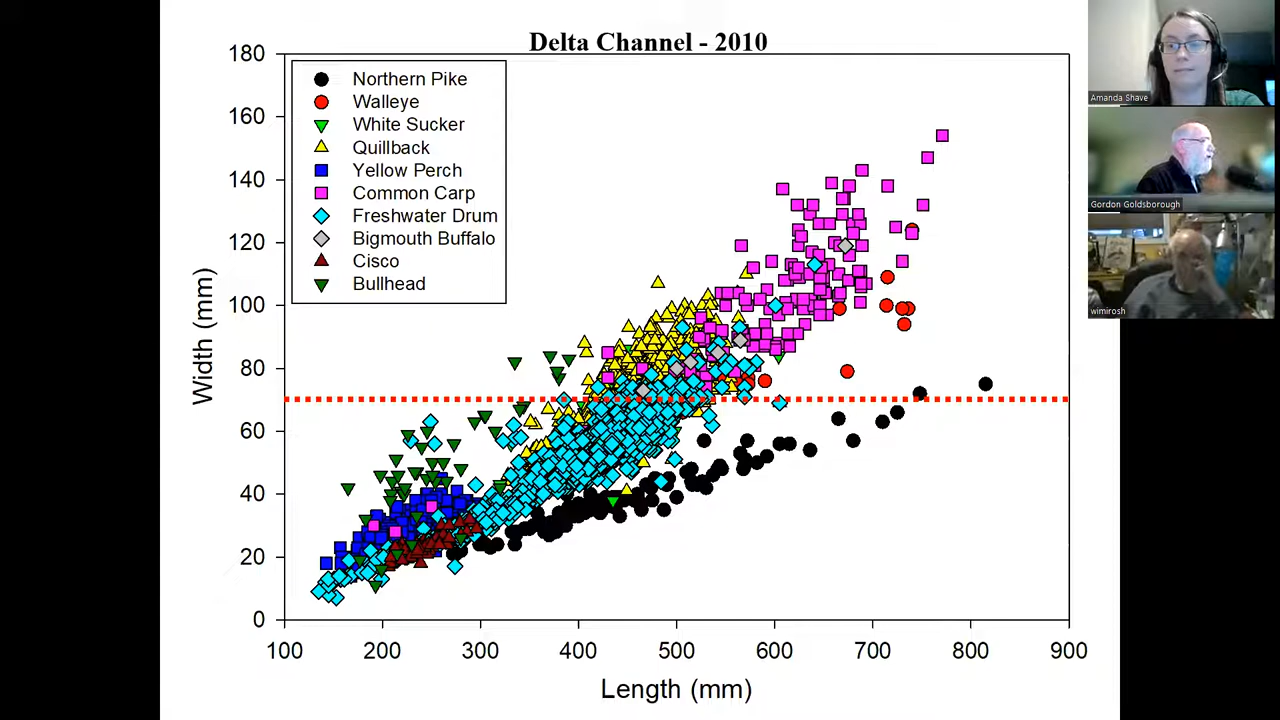 Delta Channel - 2010
180
160
140
120
100
80
60
40
20
0
Width (mm)
Northern Pike
Walleye
White Sucker
Quillback
Yellow Perch
Common Carp
Freshwater Drum
Bigmouth Buffalo
Cisco
Bullhead
100 200 300 400 500 600 700 800 900
Length (mm)
Amanda Shave
Gordon Goldsborough
wimirosh